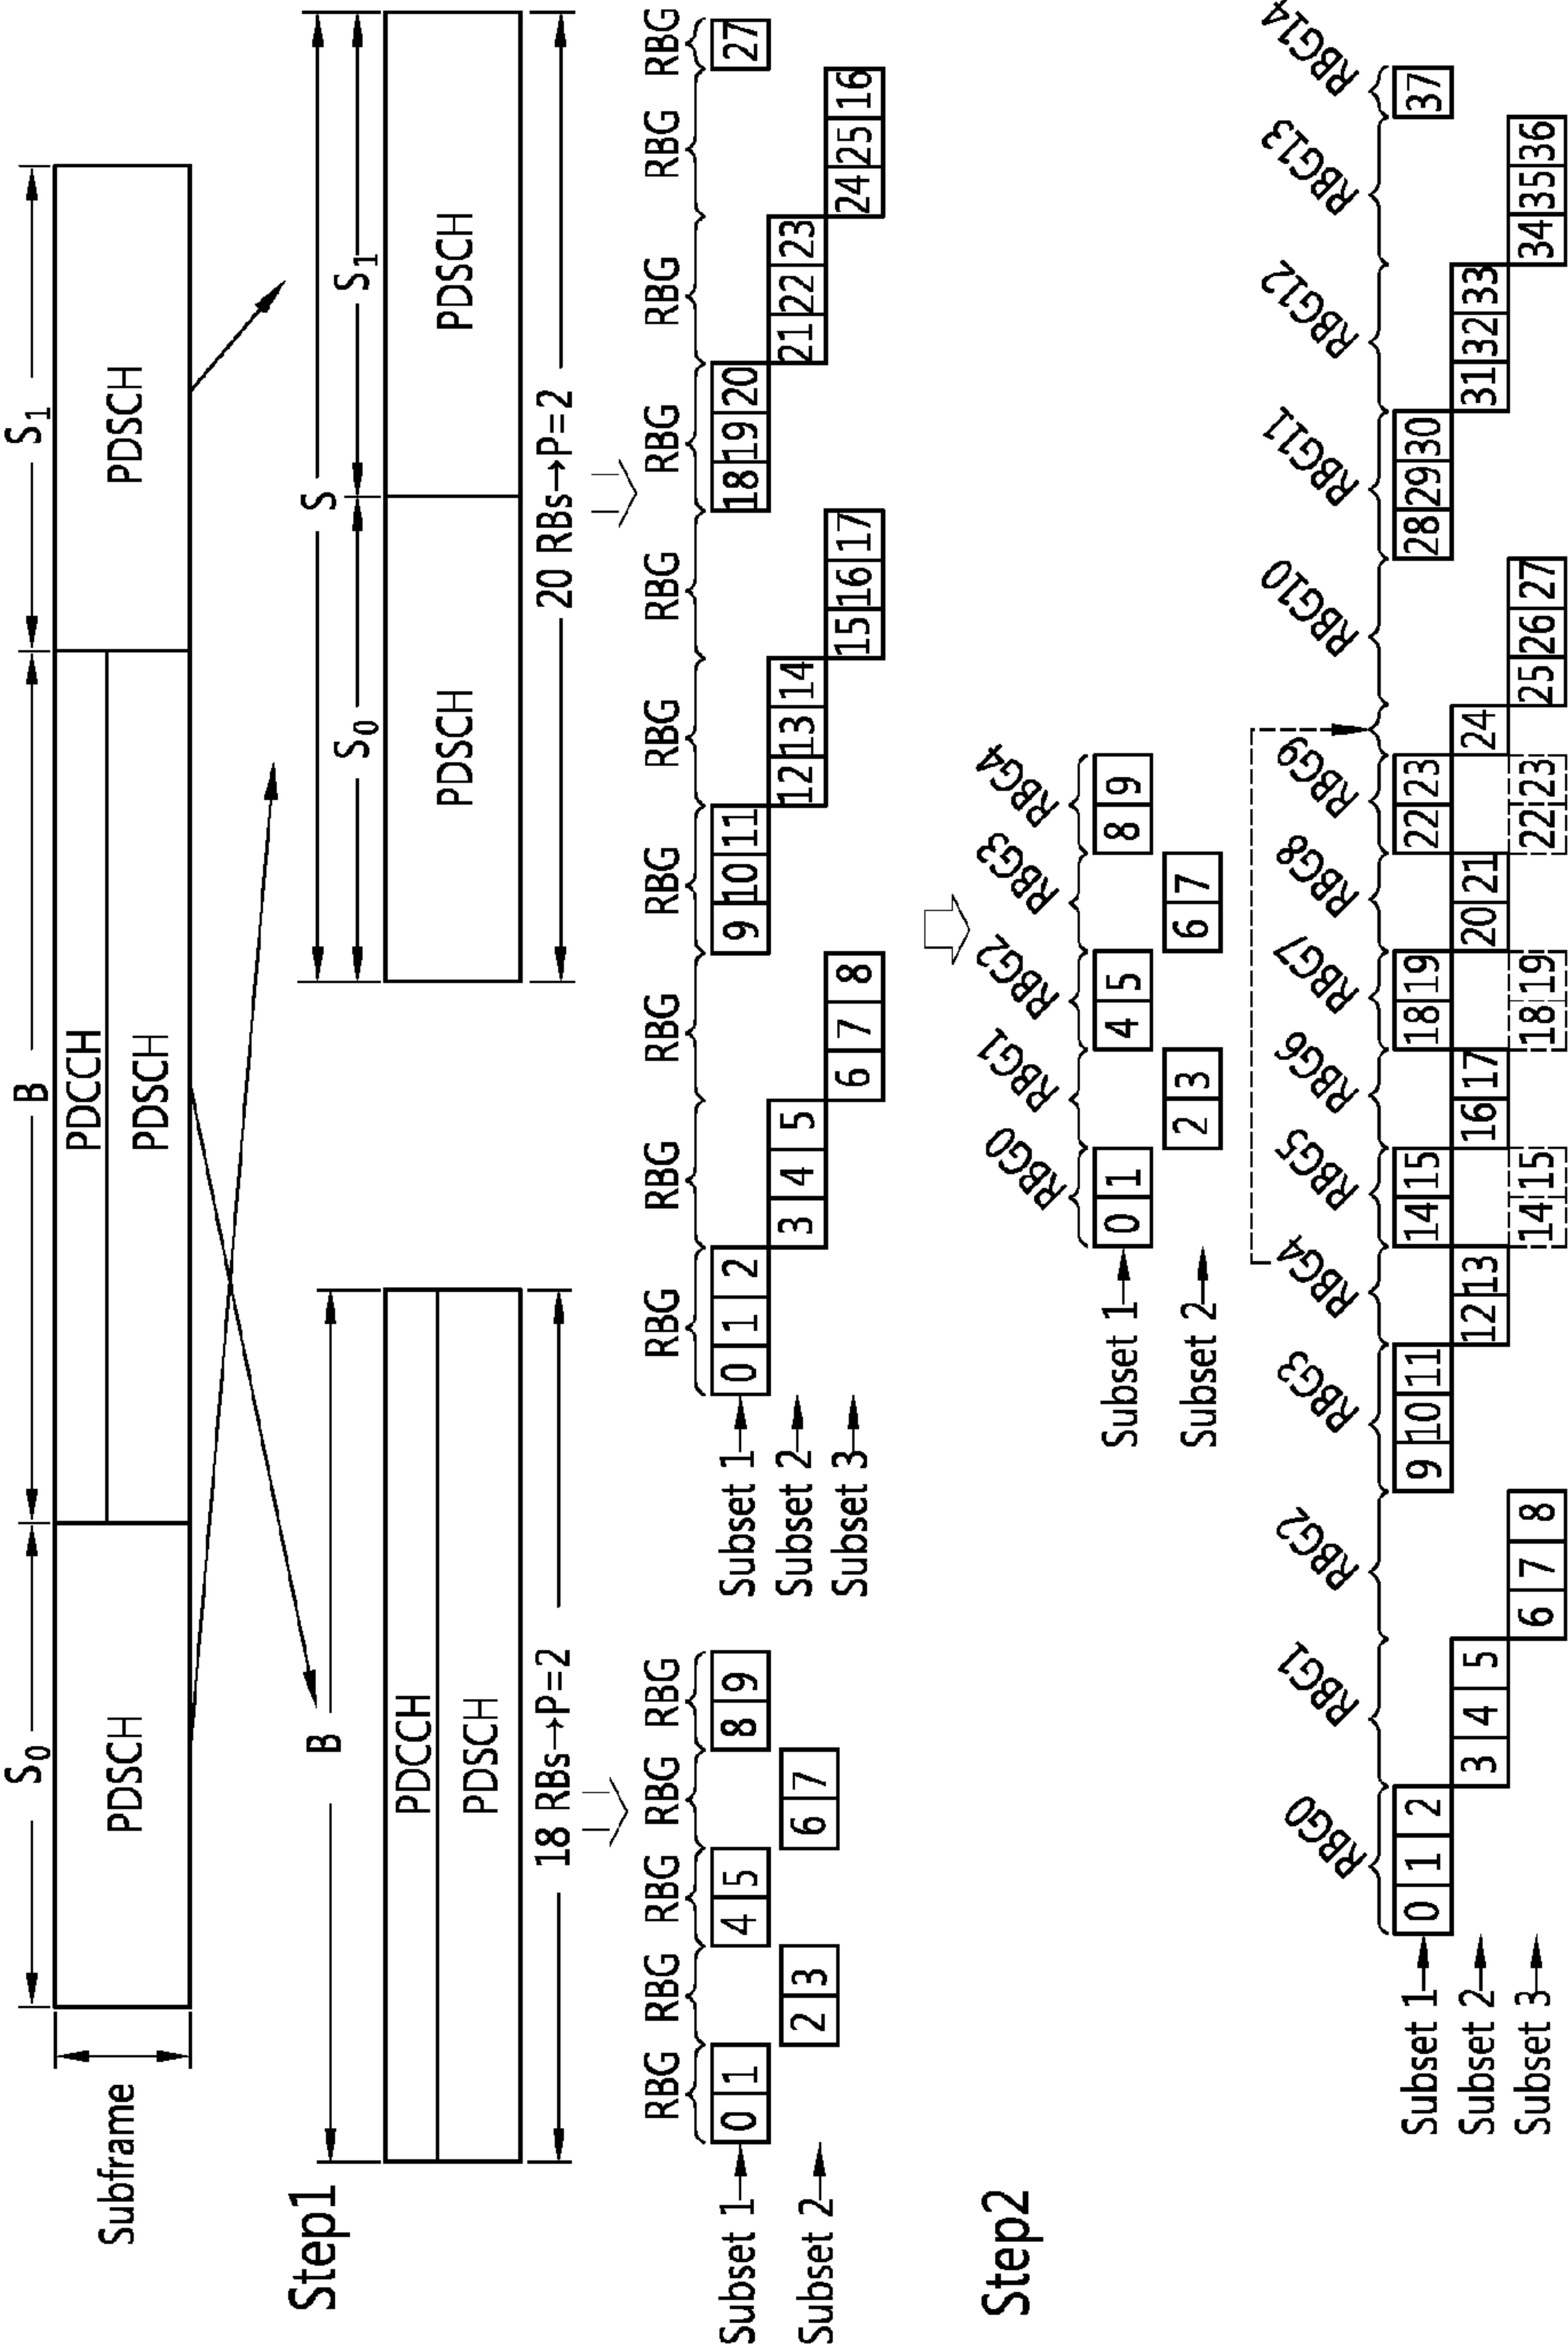 S0 B S1
Subframe
PDSCH PDCCH PDSCH
PDSCH
Step1
B S
S0 S1
PDCCH PDSCH PDSCH
PDSCH
18 RBs→P=2 20 RBs→P=2
RBG RBG RBG RBG RBG RBG RBG RBG RBG RBG RBG RBG RBG RBG RBG
Subset 1 0 1 4 5 8 9
Subset 2 2 3 6 7
Subset 1 0 1 2 9 10 11 18 19 20 27
Subset 2 3 4 5 12 13 14 21 22 23
Subset 3 6 7 8 15 16 17 24 25 16
Step2
RBG0 RBG1 RBG2 RBG3 RBG4
Subset 1 0 1 4 5 8 9
Subset 2 2 3 6 7
RBG0 RBG1 RBG2 RBG3 RBG4 RBG5 RBG6 RBG7 RBG8 RBG9 RBG10 RBG11 RBG12 RBG13 RBG14
Subset 1 0 1 2 9 10 11 14 15 18 19 22 23 28 29 30 37
Subset 2 3 4 5 12 13 16 17 20 21 24 31 32 33
Subset 3 6 7 8 14 15 18 19 22 23 25 26 27 34 35 36